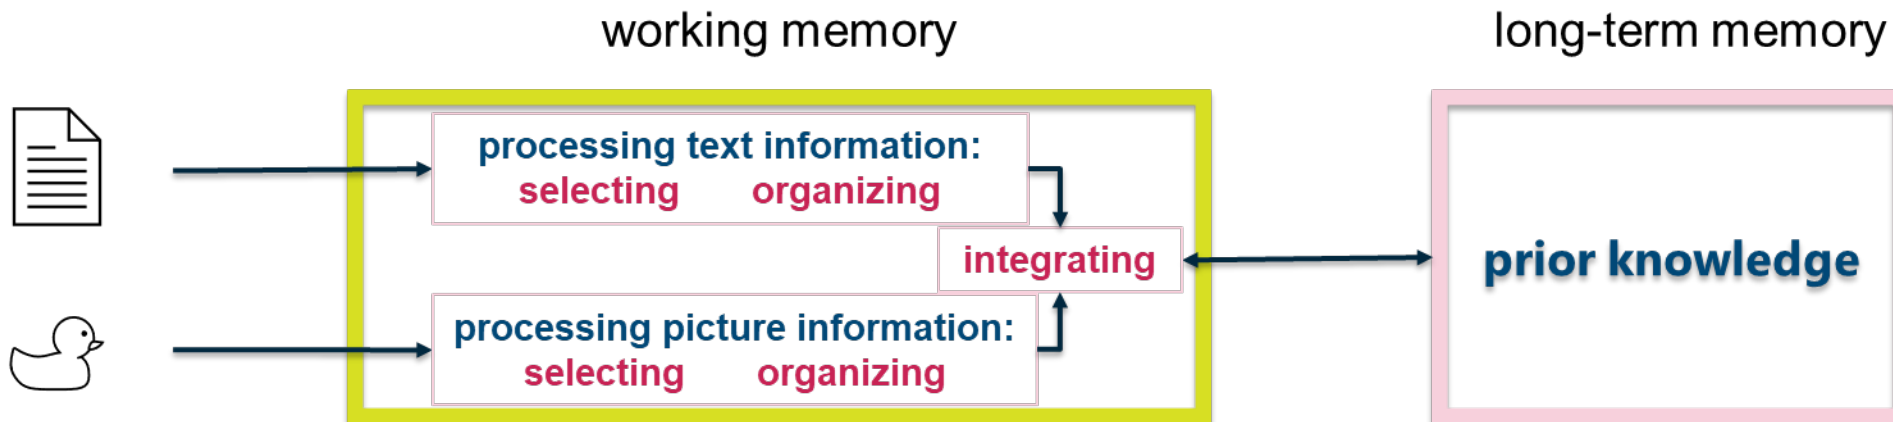 working memory
long-term memory
processing text information:
selecting organizing
integrating
prior knowledge
processing picture information:
selecting organizing